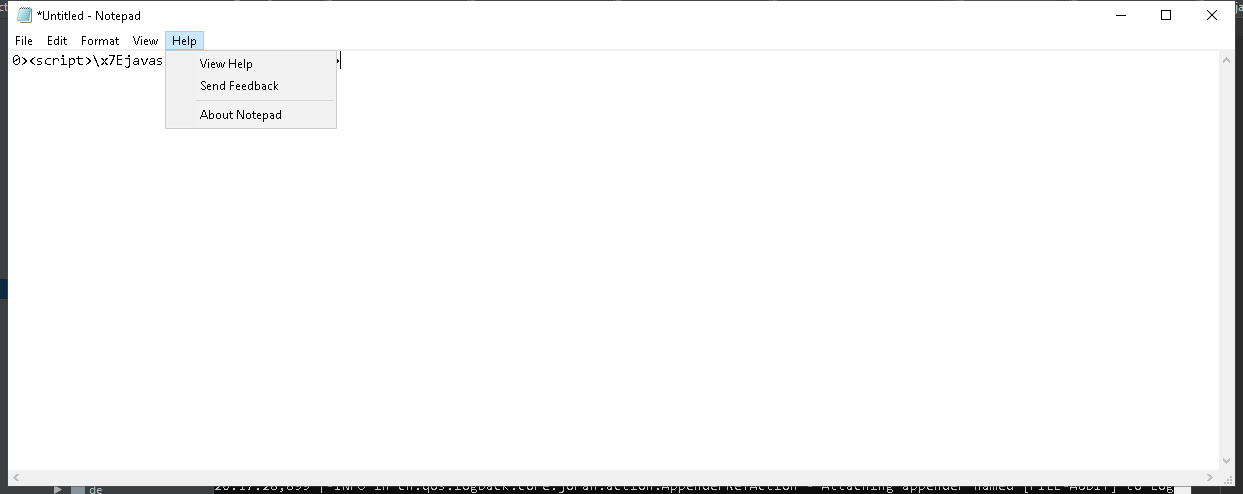 *Untitled - Notepad
File Edit Format View Help
0><script>\x7Ejavas
View Help
Send Feedback
About Notepad
de
20:17:28,899 |-INFO in ch.qos.logback.core.joran.action.AppenderRefAction - Attaching appender named [FILE-AUDIT] to Log